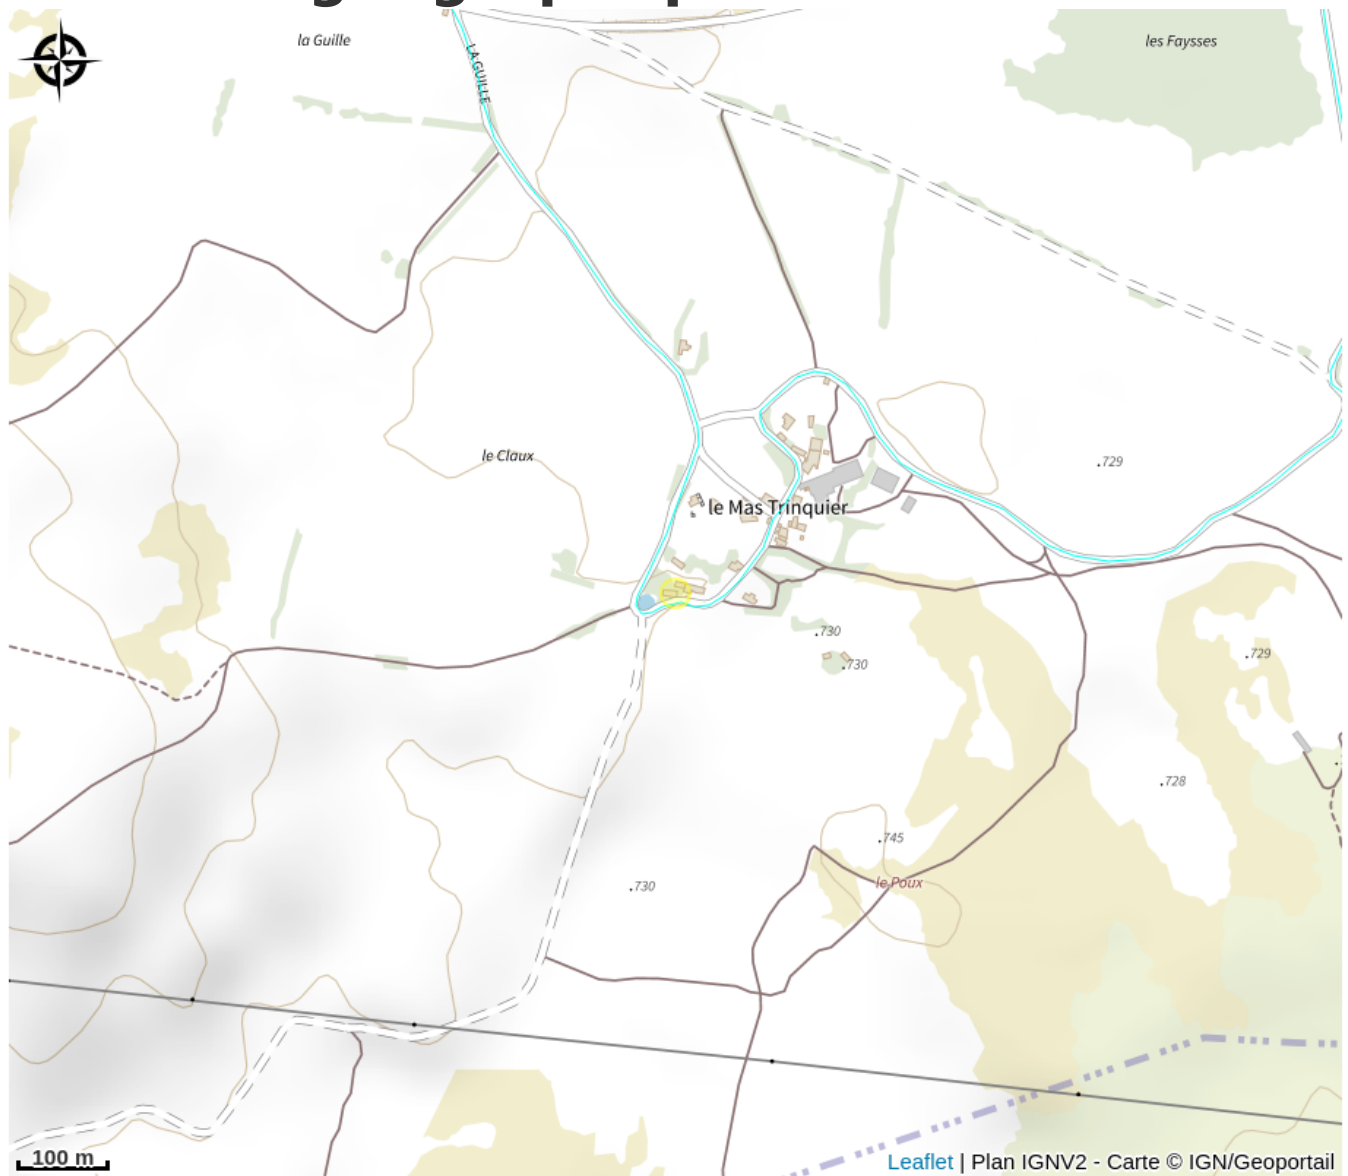 la Guille
les Faysses
LA GUILLE
.729
le Claux
le Mas Trinquier
.730
.730
.729
.728
.745
le Poux
.730
100 m
Leaflet | Plan IGNV2 - Carte © IGN/Geoportail